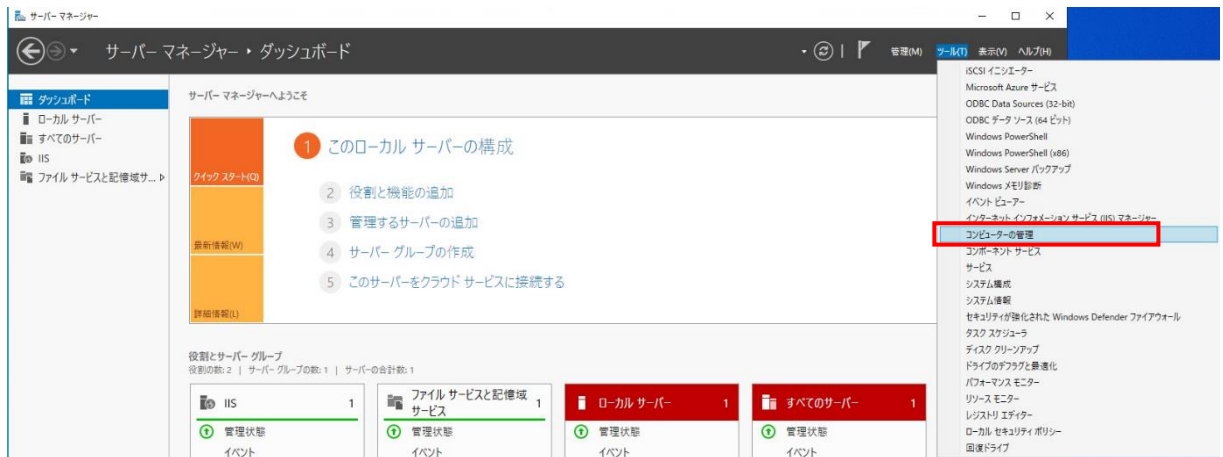 サーバー マネージャー
サーバー マネージャー ・ ダッシュボード
管理(M) ツール(T) 表示(V) ヘルプ(H)
ダッシュボード
ローカル サーバー
すべてのサーバー
IIS
ファイル サービスと記憶域サ...
サーバー マネージャーへようこそ
クイック スタート(Q)
最新情報(W)
詳細情報(L)
1 このローカル サーバーの構成
2 役割と機能の追加
3 管理するサーバーの追加
4 サーバー グループの作成
5 このサーバーをクラウド サービスに接続する
役割とサーバー グループ
役割の数: 2 | サーバー グループの数: 1 | サーバーの合計数: 1
IIS 1
管理状態
イベント
ファイル サービスと記憶域サービス 1
管理状態
イベント
ローカル サーバー 1
管理状態
イベント
すべてのサーバー 1
管理状態
イベント
iSCSI イニシエーター
Microsoft Azure サービス
ODBC Data Sources (32-bit)
ODBC データ ソース (64 ビット)
Windows PowerShell
Windows PowerShell (x86)
Windows Server バックアップ
Windows メモリ診断
イベント ビューアー
インターネット インフォメーション サービス (IIS) マネージャー
コンピューターの管理
コンポーネント サービス
サービス
システム構成
システム情報
セキュリティが強化された Windows Defender ファイアウォール
タスク スケジューラ
ディスク クリーンアップ
ドライブのデフラグと最適化
パフォーマンス モニター
リソース モニター
レジストリ エディター
ローカル セキュリティ ポリシー
回復ドライブ